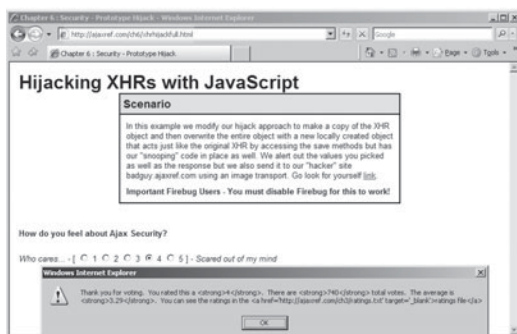 Chapter 6 : Security - Prototype Hijack - Windows Internet Explorer
http://ajaxref.com/ch6/xhrhijackfull.html
Google
Chapter 6 : Security - Prototype Hijack
Page
Tools
Hijacking XHRs with JavaScript
Scenario
In this example we modify our hijack approach to make a copy of the XHR
object and then overwrite the entire object with a new locally created object
that acts just like the original XHR by accessing the save methods but has
our "snooping" code in place as well. We alert out the values you picked
as well as the response but we also send it to our "hacker" site
badguy.ajaxref.com using an image transport. Go look for yourself link.
Important Firebug Users - You must disable Firebug for this to work!
How do you feel about Ajax Security?
Who cares... - [ 1 2 3 4 5 ] - Scared out of my mind
Windows Internet Explorer
Thank you for voting. You rated this a <strong>4</strong>. There are <strong>740</strong> total votes. The average is
<strong>3.29</strong>. You can see the ratings in the <a href='http://ajaxref.com/ch3/ratings.txt' target='_blank'>ratings file</a>
OK